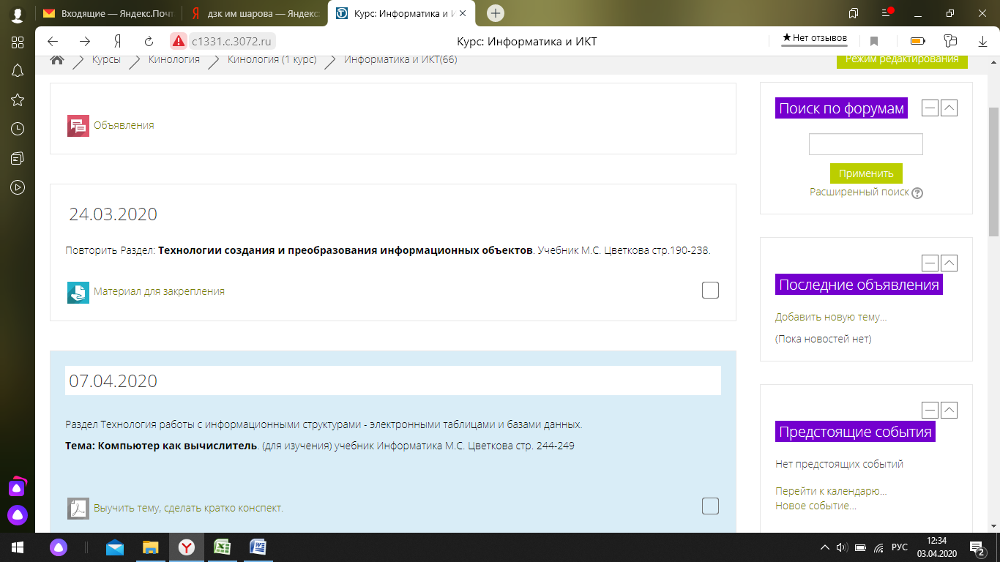 Входящие — Яндекс.Почт
дзк им шарова — Яндекс:
Курс: Информатика и И
c1331.c.3072.ru
Курс: Информатика и ИКТ
★ Нет отзывов
Курсы
Кинология
Кинология (1 курс)
Информатика и ИКТ(66)
Режим редактирования
Объявления
24.03.2020
Повторить Раздел: Технологии создания и преобразования информационных объектов. Учебник М.С. Цветкова стр.190-238.
Материал для закрепления
07.04.2020
Раздел Технология работы с информационными структурами - электронными таблицами и базами данных.
Тема: Компьютер как вычислитель. (для изучения) учебник Информатика М.С. Цветкова стр. 244-249
Выучить тему, сделать кратко конспект.
Поиск по форумам
Применить
Расширенный поиск
Последние объявления
Добавить новую тему...
(Пока новостей нет)
Предстоящие события
Нет предстоящих событий
Перейти к календарю...
Новое событие...
РУС
12:34
03.04.2020
2